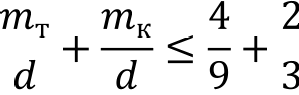 m_т/d + m_к/d ≤ 4/9 + 2/3